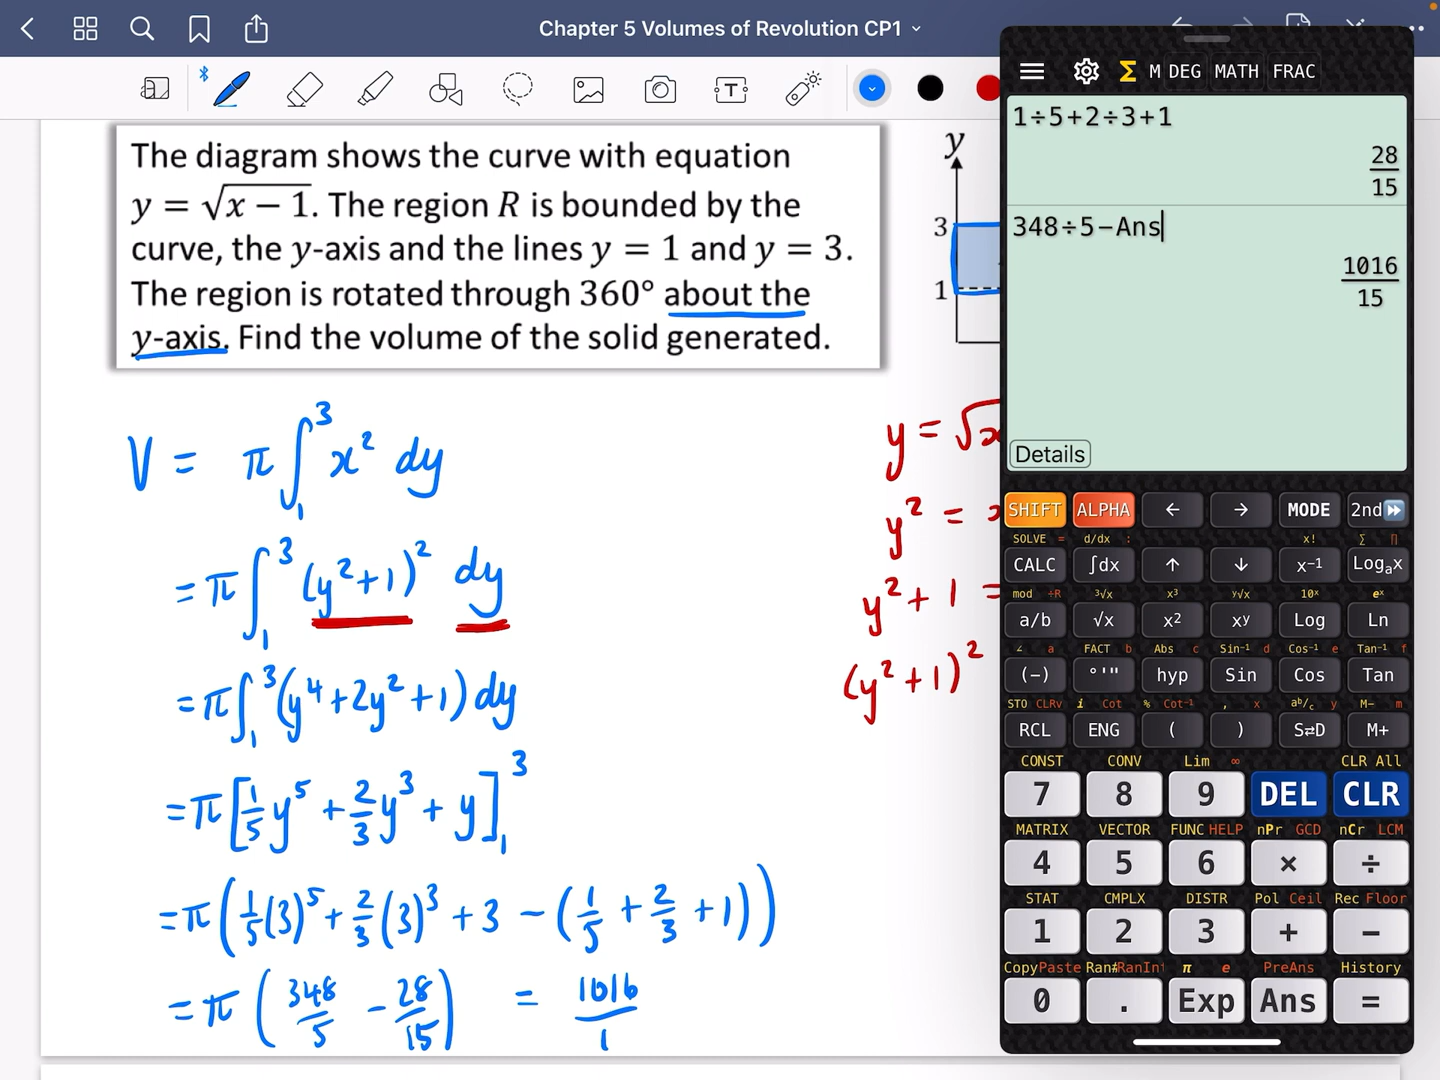 Chapter 5 Volumes of Revolution CP1
The diagram shows the curve with equation
y = √x − 1. The region R is bounded by the
curve, the y-axis and the lines y = 1 and y = 3.
The region is rotated through 360° about the
y-axis. Find the volume of the solid generated.
y
3
1
V = π∫₁³ x² dy
= π∫₁³ (y²+1)² dy
= π∫₁³ (y⁴+2y²+1) dy
= π[1/5 y⁵ + 2/3 y³ + y]₁³
= π(1/5(3)⁵ + 2/3(3)³ + 3 − (1/5 + 2/3 + 1))
= π(348/5 − 28/15) = 1016/1
y = √x
y² =
y² + 1 =
(y² + 1)²
M DEG MATH FRAC
1÷5+2÷3+1
28/15
348÷5−Ans
1016/15
Details
SHIFT ALPHA ← → MODE 2nd
SOLVE = d/dx : x! ∑ ∏
CALC ∫dx ↑ ↓ x⁻¹ Logₐx
mod ÷R ³√x x³ ʸ√x 10ˣ eˣ
a/b √x x² xʸ Log Ln
∠ a FACT b Abs c Sin⁻¹ d Cos⁻¹ e Tan⁻¹ f
(−) °'" hyp Sin Cos Tan
STO CLRv i Cot % Cot⁻¹ , x aᵇ/c y M− m
RCL ENG ( ) S⇄D M+
CONST CONV Lim ∞ CLR All
7 8 9 DEL CLR
MATRIX VECTOR FUNC HELP nPr GCD nCr LCM
4 5 6 × ÷
STAT CMPLX DISTR Pol Ceil Rec Floor
1 2 3 + −
Copy Paste Ran# RanInt π e PreAns History
0 . Exp Ans =